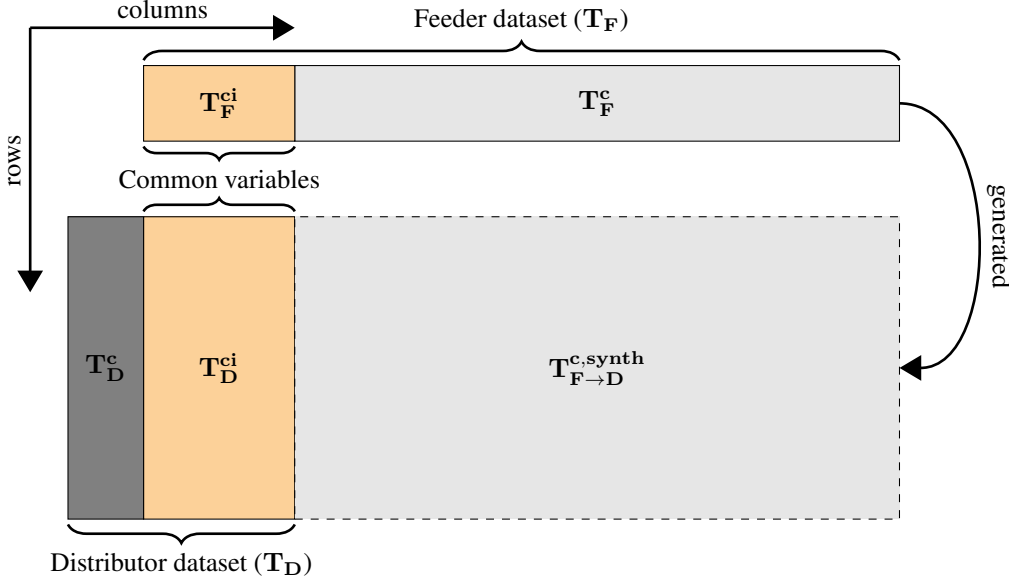 columns
Feeder dataset (T_F)
T_F^ci
T_F^c
rows
Common variables
generated
T_D^c
T_D^ci
T_F→D^c,synth
Distributor dataset (T_D)